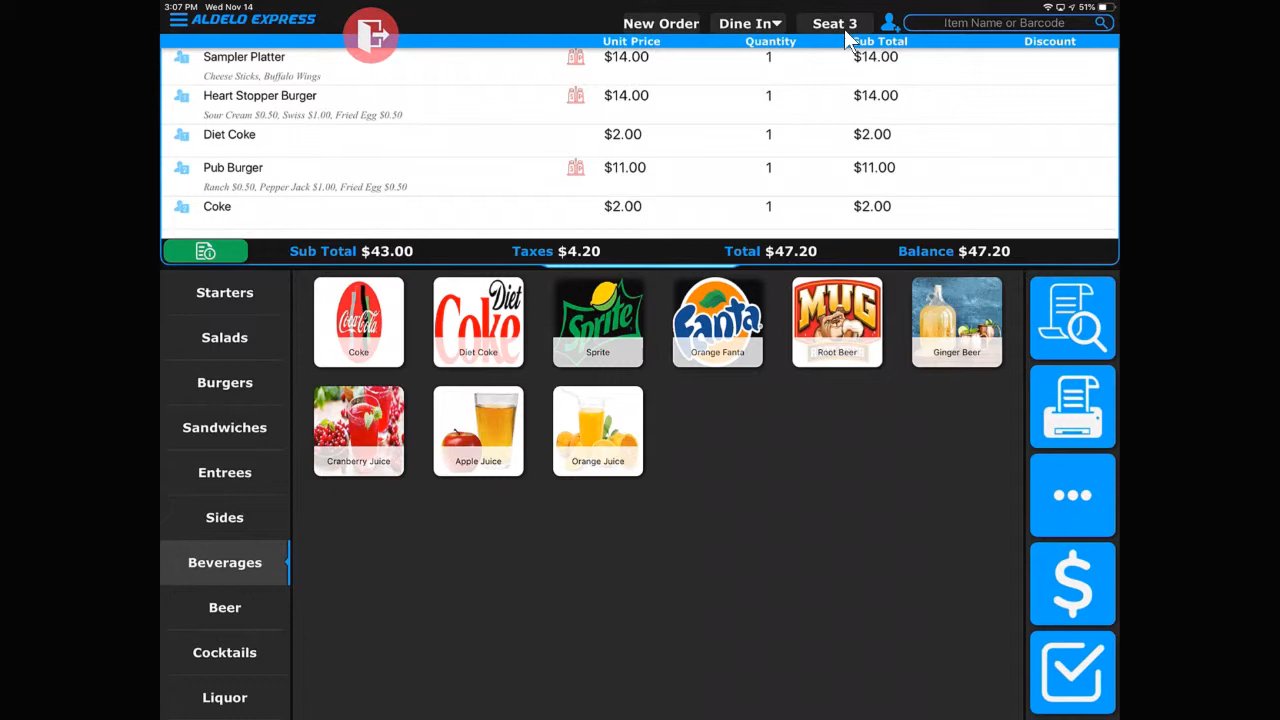 3:07 PM Wed Nov 14
51%
ALDELO EXPRESS
New Order
Dine In
Seat 3
Item Name or Barcode
Unit Price Quantity Sub Total Discount
Sampler Platter $14.00 1 $14.00
Cheese Sticks, Buffalo Wings
Heart Stopper Burger $14.00 1 $14.00
Sour Cream $0.50, Swiss $1.00, Fried Egg $0.50
Diet Coke $2.00 1 $2.00
Pub Burger $11.00 1 $11.00
Ranch $0.50, Pepper Jack $1.00, Fried Egg $0.50
Coke $2.00 1 $2.00
Sub Total $43.00 Taxes $4.20 Total $47.20 Balance $47.20
Starters
Salads
Burgers
Sandwiches
Entrees
Sides
Beverages
Beer
Cocktails
Liquor
Coca-Cola
Coke
Diet
Coke
Diet Coke
Sprite
Sprite
Fanta
Orange Fanta
MUG
Root Beer
Ginger Beer
Cranberry Juice
Apple Juice
Orange Juice
$